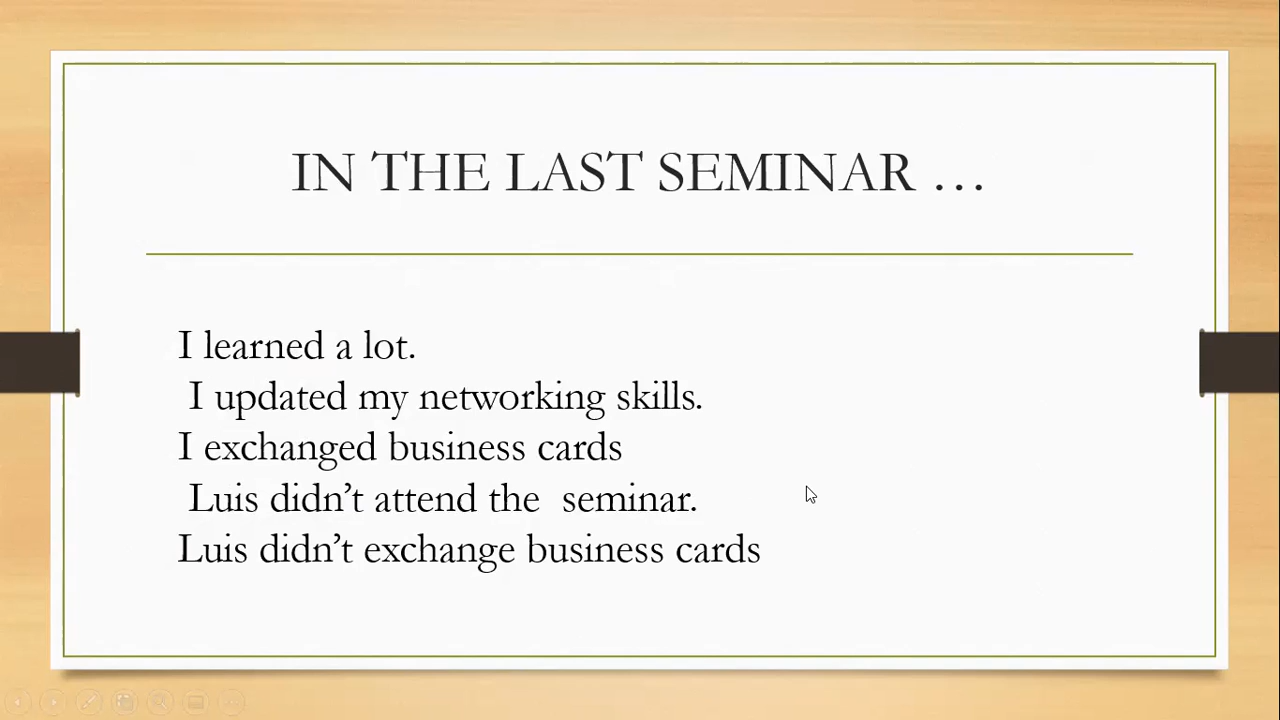 IN THE LAST SEMINAR …
I learned a lot.
I updated my networking skills.
I exchanged business cards
Luis didn’t attend the  seminar.
Luis didn’t exchange business cards